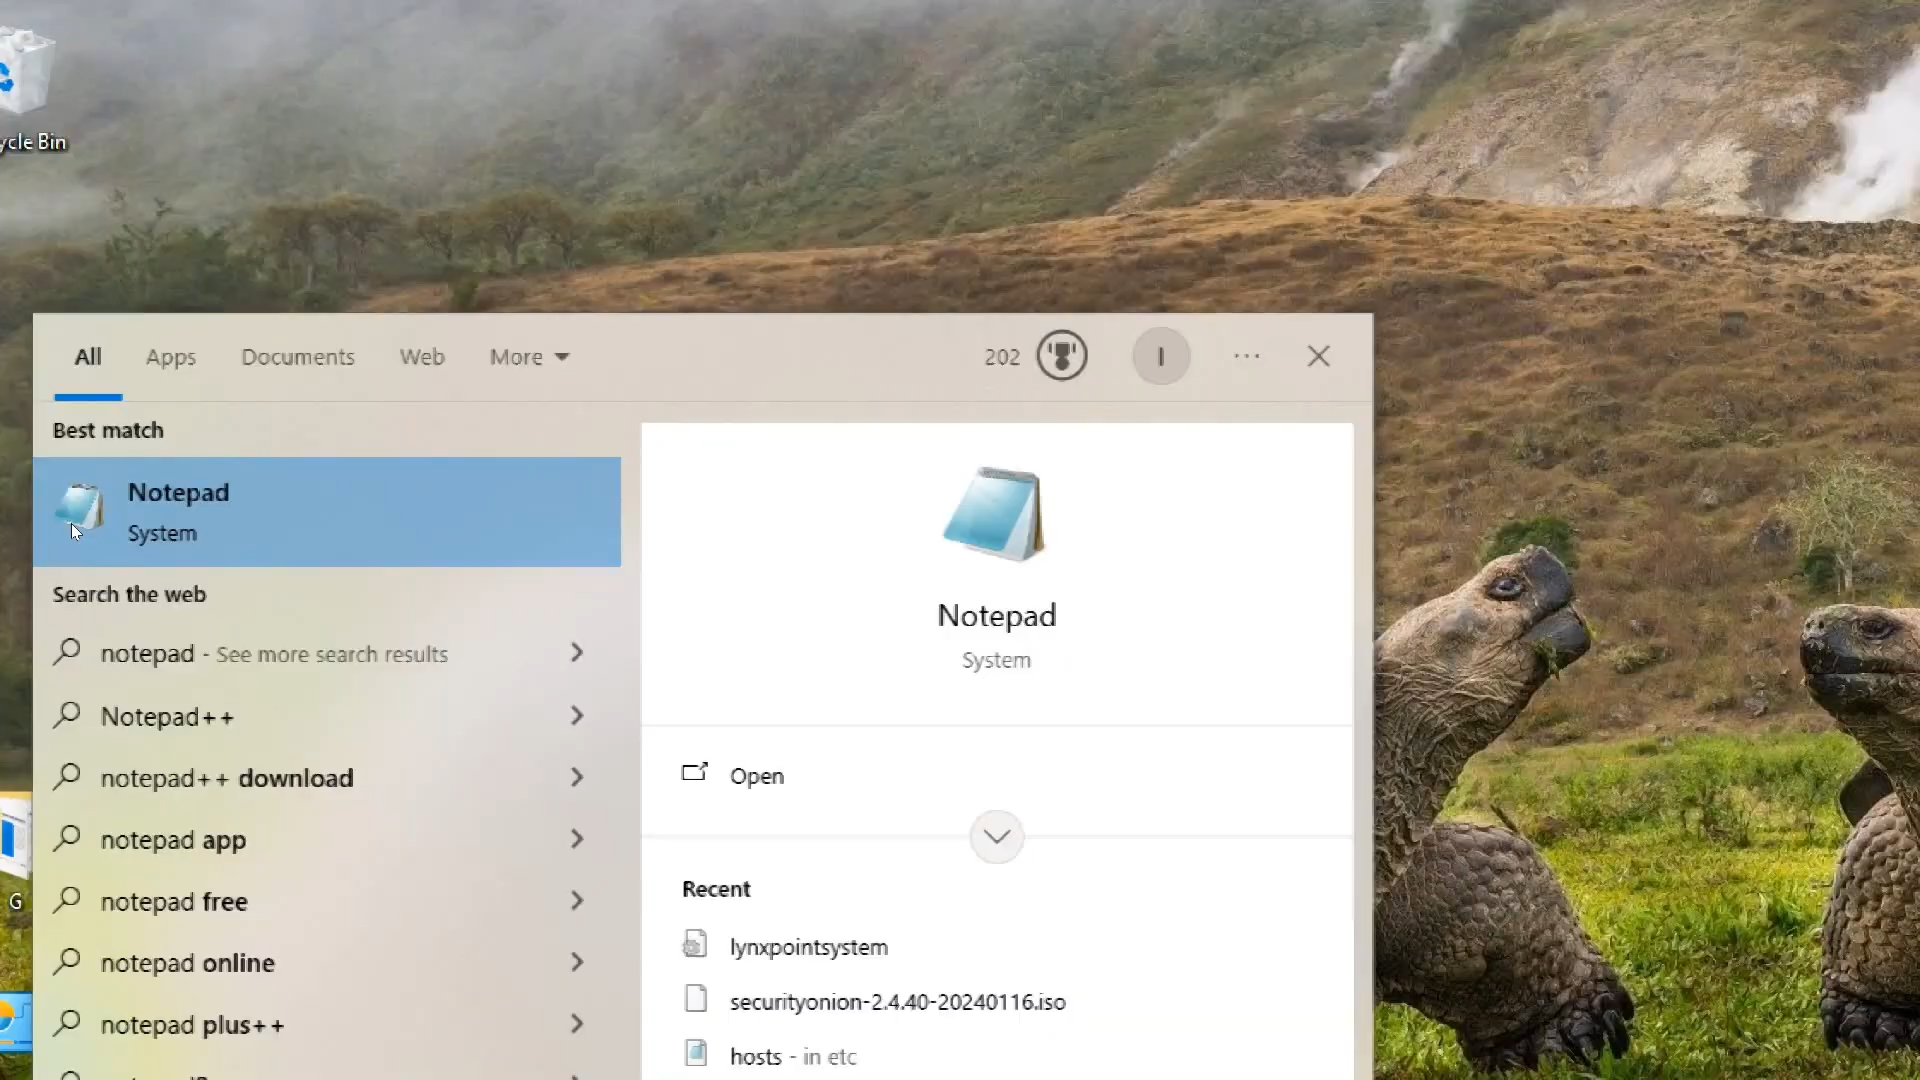 ycle Bin
All Apps Documents Web More 202 I
Best match
Notepad
System
Search the web
notepad - See more search results
Notepad++
notepad++ download
notepad app
notepad free
notepad online
notepad plus++
Notepad
System
Open
Recent
lynxpointsystem
securityonion-2.4.40-20240116.iso
hosts - in etc
G